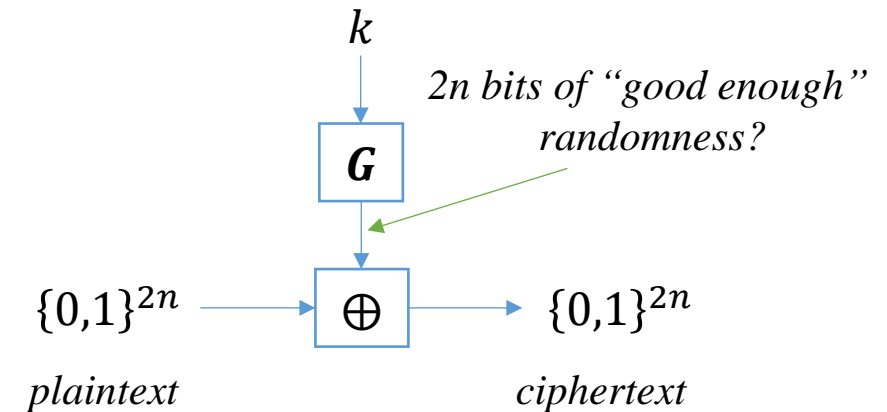 k
2n bits of “good enough”
randomness?
G
{0,1}²ⁿ ⊕ {0,1}²ⁿ
plaintext ciphertext